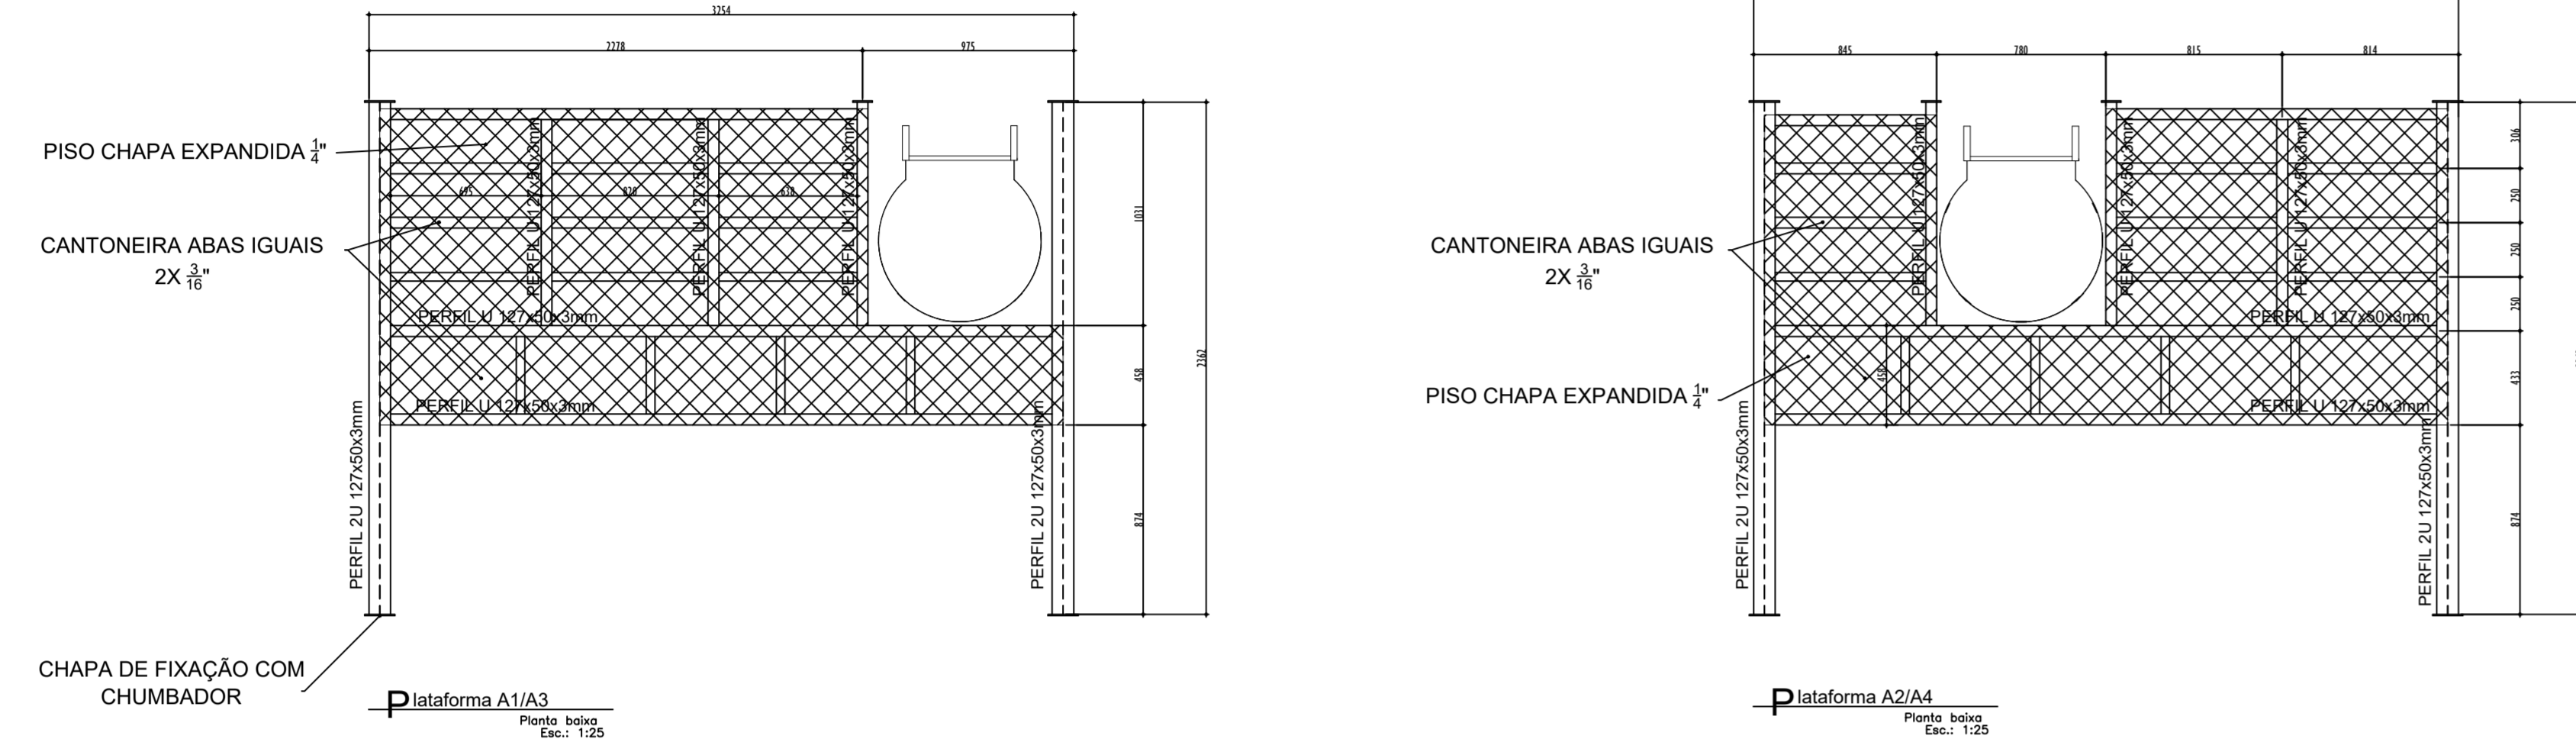 3254
2278
975
PISO CHAPA EXPANDIDA 1/4"
CANTONEIRA ABAS IGUAIS
2X 3/16"
695
820
638
PERFIL U 127x50x3mm
PERFIL U 127x50x3mm
PERFIL U 127x50x3mm
PERFIL U 127x50x3mm
PERFIL U 127x50x3mm
PERFIL 2U 127x50x3mm
PERFIL 2U 127x50x3mm
1031
458
874
2362
CHAPA DE FIXAÇÃO COM
CHUMBADOR
Plataforma A1/A3
Planta baixa
Esc.: 1:25
845
780
815
814
CANTONEIRA ABAS IGUAIS
2X 3/16"
PISO CHAPA EXPANDIDA 1/4"
PERFIL U 127x50x3mm
PERFIL U 127x50x3mm
PERFIL U 127x50x3mm
PERFIL U 127x50x3mm
PERFIL U 127x50x3mm
458
PERFIL 2U 127x50x3mm
PERFIL 2U 127x50x3mm
306
250
250
250
433
874
Plataforma A2/A4
Planta baixa
Esc.: 1:25